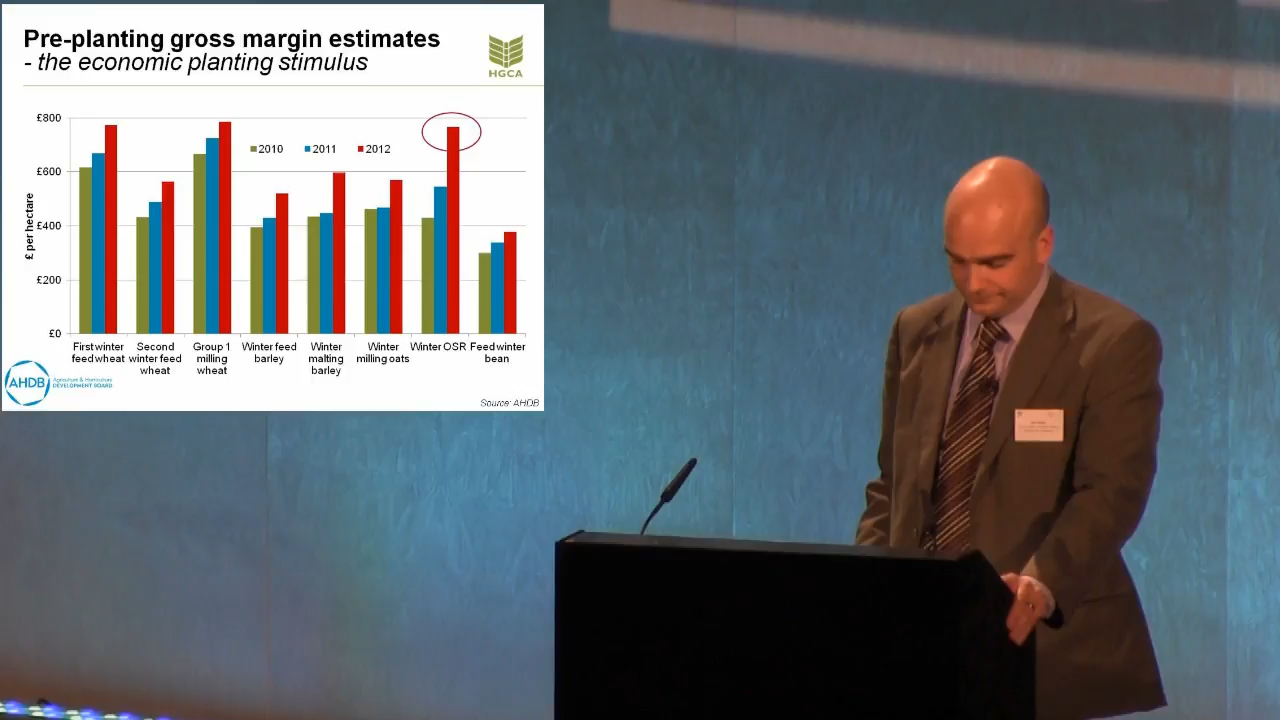 Pre-planting gross margin estimates
- the economic planting stimulus
HGCA
£800
£600
£400
£200
£0
£ per hectare
2010
2011
2012
First winter
feed wheat
Second
winter feed
wheat
Group 1
milling
wheat
Winter feed
barley
Winter
malting
barley
Winter
milling oats
Winter OSR
Feed winter
bean
AHDB
Agriculture & Horticulture
DEVELOPMENT BOARD
Source: AHDB